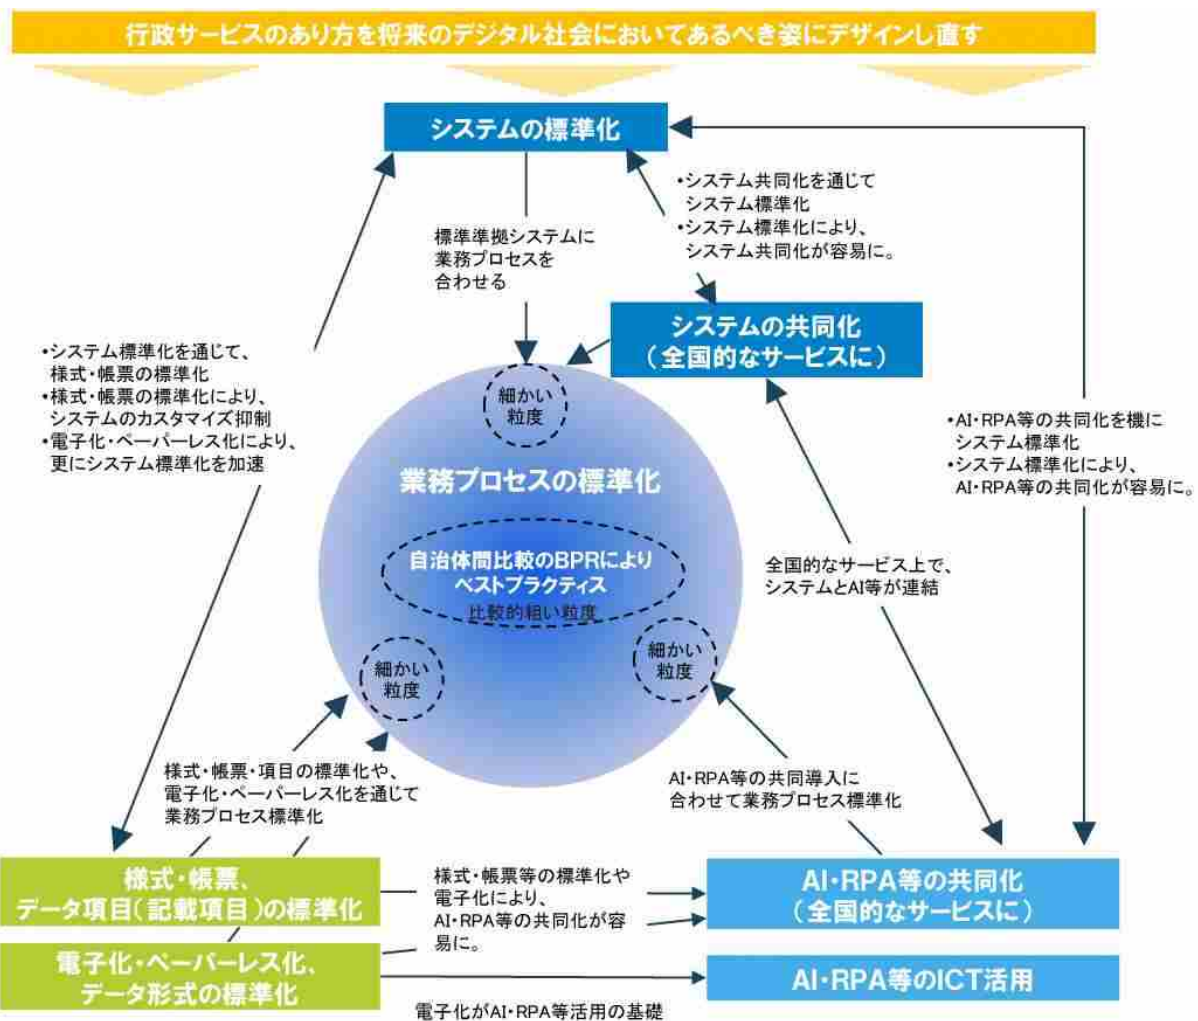 行政サービスのあり方を将来のデジタル社会においてあるべき姿にデザインし直す
システムの標準化
・システム共同化を通じて
システム標準化
・システム標準化により、
システム共同化が容易に。
標準準拠システムに
業務プロセスを
合わせる
システムの共同化
(全国的なサービスに)
・システム標準化を通じて、
様式・帳票の標準化
・様式・帳票の標準化により、
システムのカスタマイズ抑制
・電子化・ペーパーレス化により、
更にシステム標準化を加速
細かい
粒度
・AI・RPA等の共同化を機に
システム標準化
・システム標準化により、
AI・RPA等の共同化が容易に。
業務プロセスの標準化
自治体間比較のBPRにより
ベストプラクティス
比較的粗い粒度
全国的なサービス上で、
システムとAI等が連結
細かい
粒度
細かい
粒度
様式・帳票・項目の標準化や、
電子化・ペーパーレス化を通じて
業務プロセス標準化
AI・RPA等の共同導入に
合わせて業務プロセス標準化
様式・帳票、
データ項目(記載項目)の標準化
様式・帳票等の標準化や
電子化により、
AI・RPA等の共同化が容
易に。
AI・RPA等の共同化
(全国的なサービスに)
電子化・ペーパーレス化、
データ形式の標準化
AI・RPA等のICT活用
電子化がAI・RPA等活用の基礎